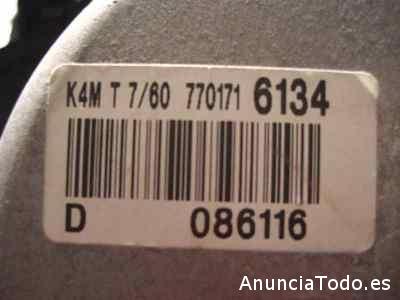 K4M T 7/60 770171 6134
D 086116
AnunciaTodo.es